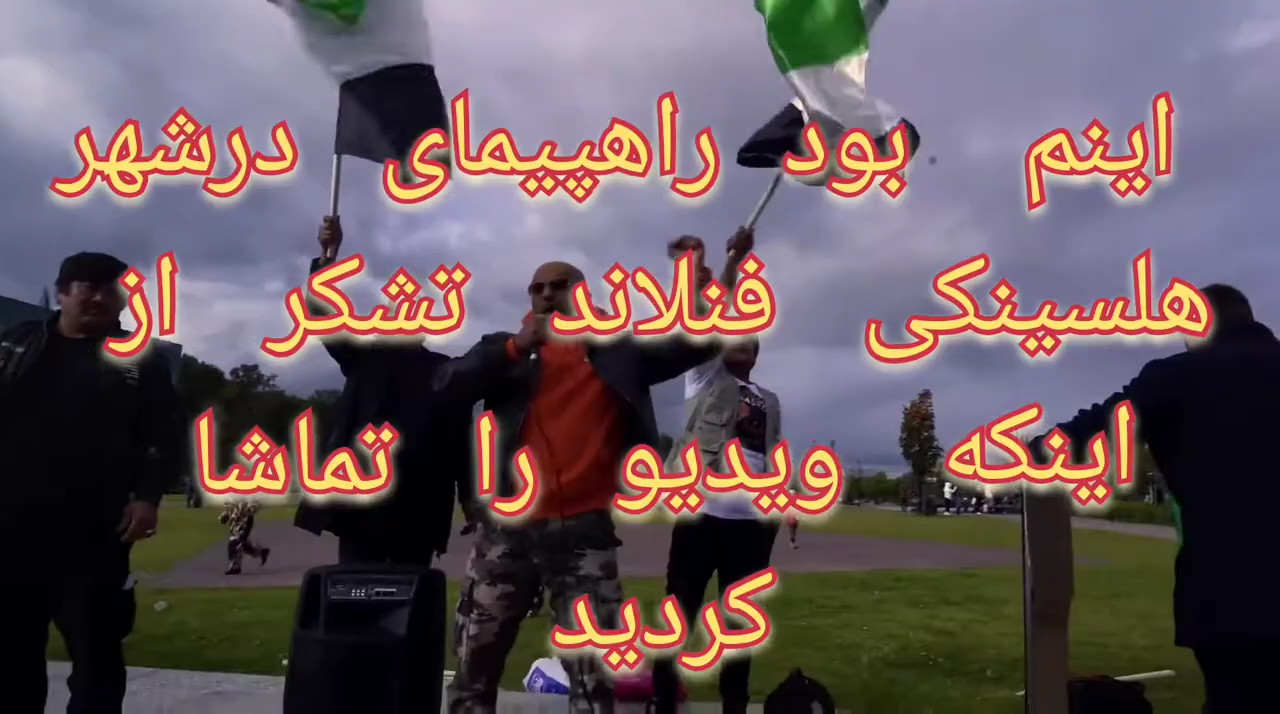 اینم بود راهپیمای درشهر
هلسینکی فنلاند تشکر از
اینکه ویدیو را تماشا
کردید